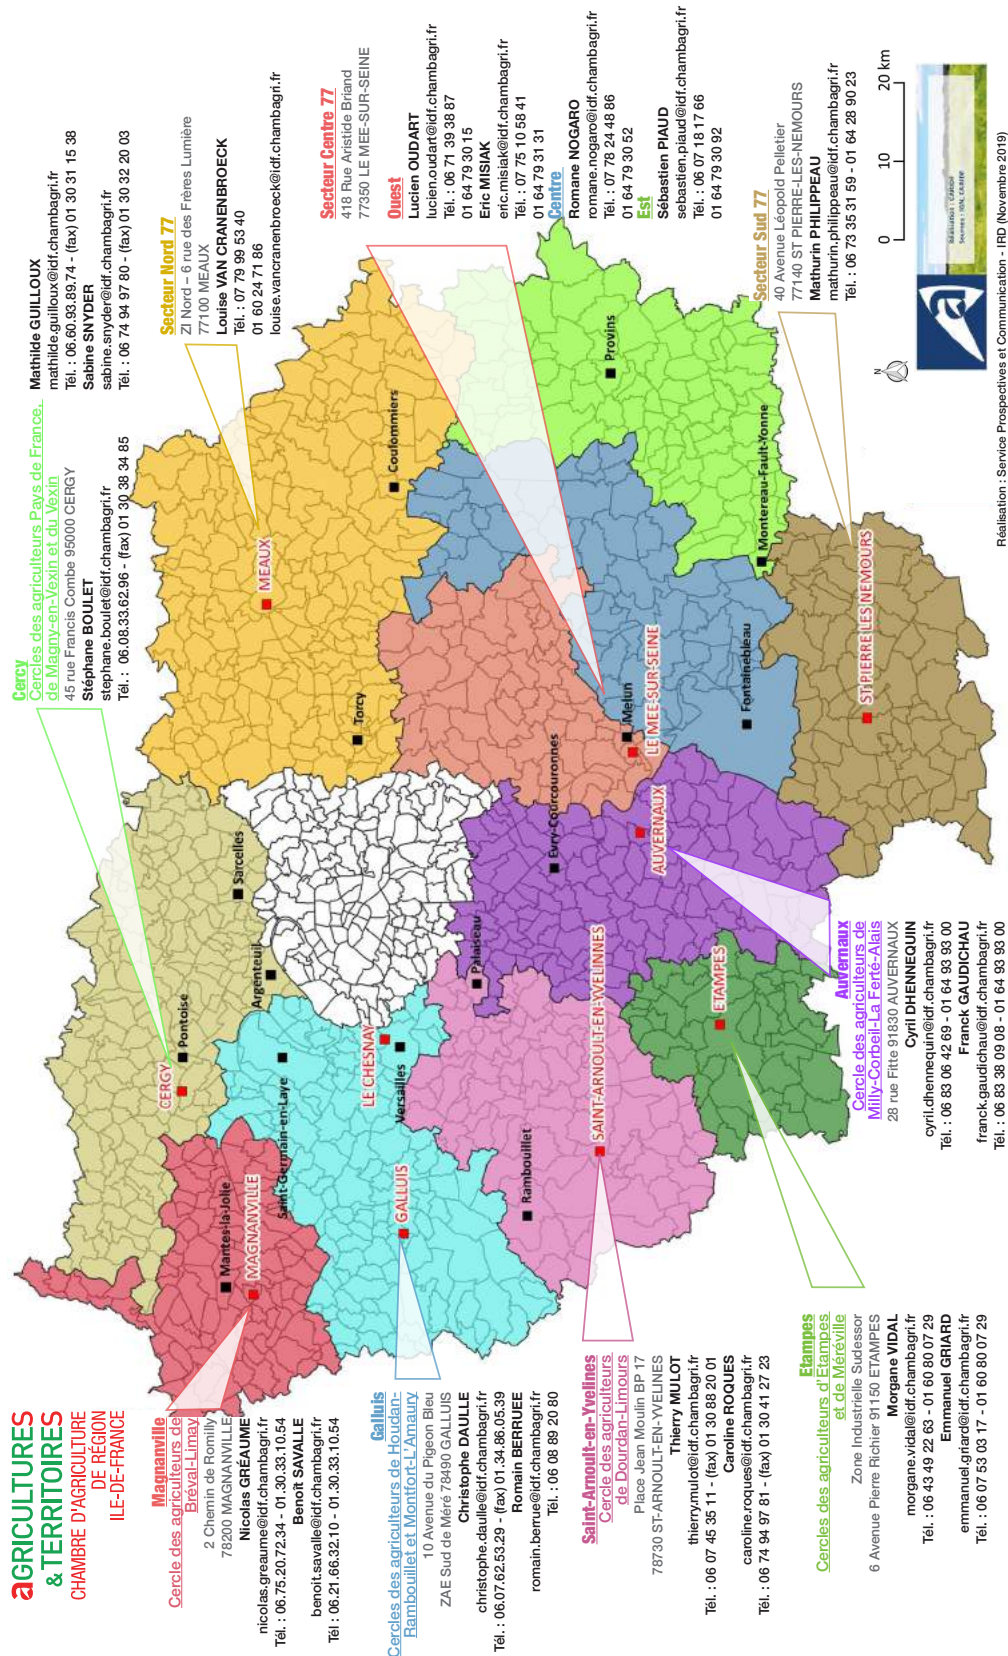 aGRICULTURES
& TERRITOIRES
CHAMBRE D'AGRICULTURE
DE RÉGION
ILE-DE-FRANCE
Cercy
Cercles des agriculteurs Pays de France,
de Magny-en-Vexin et du Vexin
45 rue Francis Combe 95000 CERGY
Stéphane BOULET
stephane.boulet@idf.chambagri.fr
Tél. : 06.08.33.62.96 - (fax) 01 30 38 34 85
Mathilde GUILLOUX
mathilde.guilloux@idf.chambagri.fr
Tél. : 06.60.93.89.74 - (fax) 01 30 31 15 38
Sabine SNYDER
sabine.snyder@idf.chambagri.fr
Tél. : 06 74 94 97 80 - (fax) 01 30 32 20 03
Secteur Nord 77
ZI Nord – 6 rue des Frères Lumière
77100 MEAUX
Louise VAN CRANENBROECK
Tél. : 07 79 99 53 40
01 60 24 71 86
louise.vancranenbroeck@idf.chambagri.fr
Secteur Centre 77
418 Rue Aristide Briand
77350 LE MEE-SUR-SEINE
Ouest
Lucien OUDART
lucien.oudart@idf.chambagri.fr
Tél. : 06 71 39 38 87
01 64 79 30 15
Eric MISIAK
eric.misiak@idf.chambagri.fr
Tél. : 07 75 10 58 41
01 64 79 31 31
Centre
Romane NOGARO
romane.nogaro@idf.chambagri.fr
Tél. : 07 78 24 48 86
01 64 79 30 52
Est
Sébastien PIAUD
sebastien.piaud@idf.chambagri.fr
Tél. : 06 07 18 17 66
01 64 79 30 92
Secteur Sud 77
40 Avenue Léopold Pelletier
77140 ST PIERRE-LES-NEMOURS
Mathurin PHILIPPEAU
mathurin.philippeau@idf.chambagri.fr
Tél. : 06 73 35 31 59 - 01 64 28 90 23
Magnanville
Cercle des agriculteurs de
Bréval-Limay
2 Chemin de Romilly
78200 MAGNANVILLE
Nicolas GRÉAUME
nicolas.greaume@idf.chambagri.fr
Tél. : 06.75.20.72.34 - 01.30.33.10.54
Benoît SAVALLE
benoit.savalle@idf.chambagri.fr
Tél. : 06.21.66.32.10 - 01.30.33.10.54
Galluis
Cercles des agriculteurs de Houdan-
Rambouillet et Montfort-L'Amaury
10 Avenue du Pigeon Bleu
ZAE Sud de Méré 78490 GALLUIS
Christophe DAULLE
christophe.daulle@idf.chambagri.fr
Tél. : 06.07.62.53.29 - (fax) 01.34.86.05.39
Romain BERRUEE
romain.berrue@idf.chambagri.fr
Tél. : 06 08 89 20 80
Saint-Arnoult-en-Yvelines
Cercle des agriculteurs
de Dourdan-Limours
Place Jean Moulin BP 17
78730 ST-ARNOULT-EN-YVELINES
Thierry MULOT
thierry.mulot@idf.chambagri.fr
Tél. : 06 07 45 35 11 - (fax) 01 30 88 20 01
Caroline ROQUES
caroline.roques@idf.chambagri.fr
Tél. : 06 74 94 97 81 - (fax) 01 30 41 27 23
Etampes
Cercles des agriculteurs d'Etampes
et de Méréville
Zone Industrielle Sudessor
6 Avenue Pierre Richier 91150 ETAMPES
Morgane VIDAL
morgane.vidal@idf.chambagri.fr
Tél. : 06 43 49 22 63 - 01 60 80 07 29
Emmanuel GRIARD
emmanuel.griard@idf.chambagri.fr
Tél. : 06 07 53 03 17 - 01 60 80 07 29
Auvernaux
Cercle des agriculteurs de
Milly-Corbeil-La Ferté-Alais
28 rue Fitte 91830 AUVERNAUX
Cyril DHENNEQUIN
cyril.dhennequin@idf.chambagri.fr
Tél. : 06 83 06 42 69 - 01 64 93 93 00
Franck GAUDICHAU
franck.gaudichau@idf.chambagri.fr
Tél. : 06 83 38 09 08 - 01 64 93 93 00
CERGY
Pontoise
Argenteuil
Sarcelles
MEAUX
Torcy
Coulommiers
Mantes-la-Jolie
MAGNANVILLE
Saint-Germain-en-Laye
LE CHESNAY
Versailles
GALLUIS
Palaiseau
Evry-Courcouronnes
Melun
LE MEE-SUR-SEINE
Provins
Rambouillet
SAINT-ARNOULT-EN-YVELINES
AUVERNAUX
Fontainebleau
Montereau-Fault-Yonne
ETAMPES
ST PIERRE LES NEMOURS
N
0 10 20 km
Réalisation : Service Prospectives et Communication - IRD (Novembre 2019)